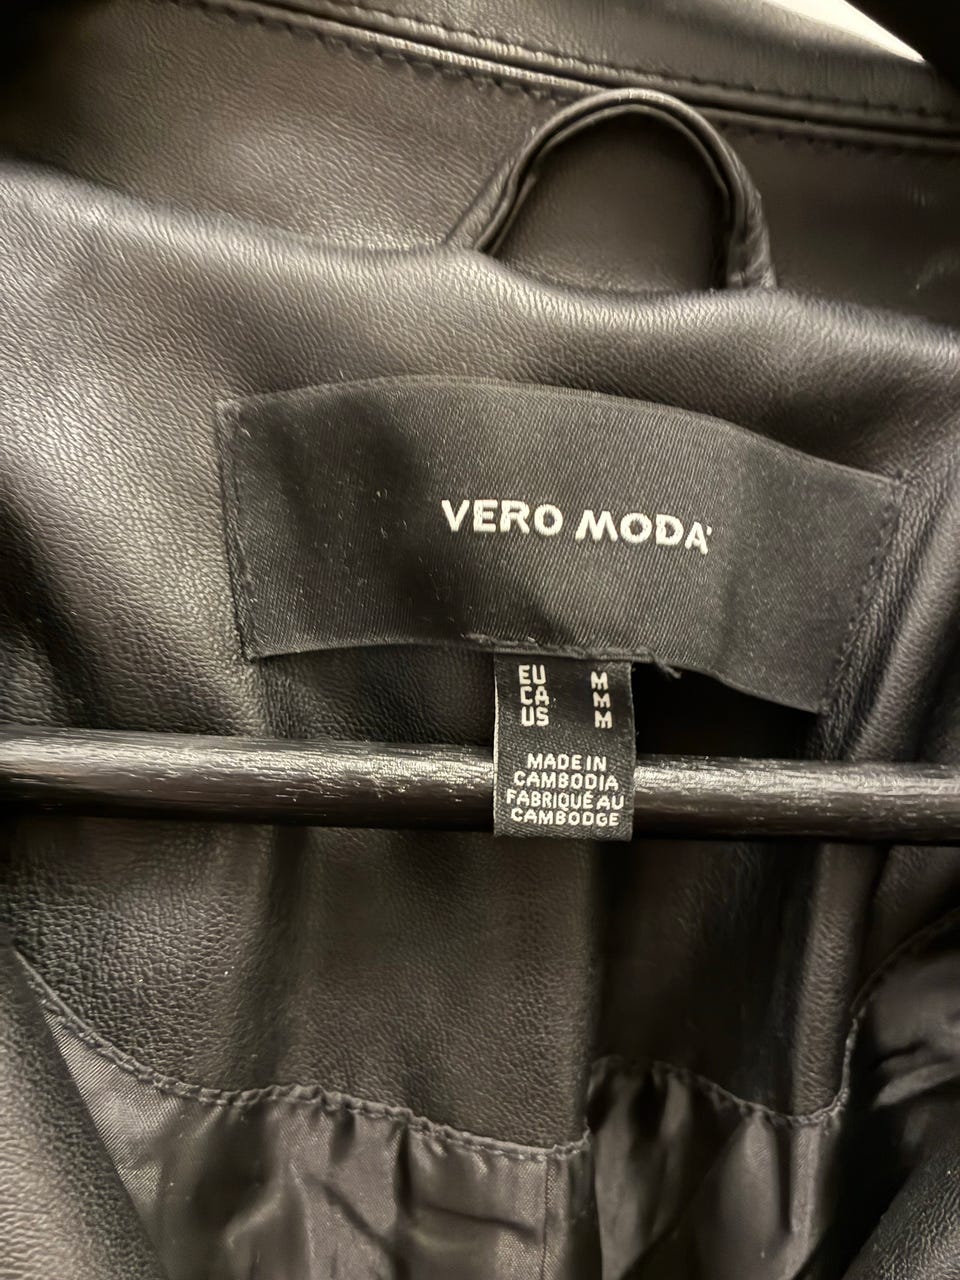 VERO MODA
EU M
CA M
US M
MADE IN
CAMBODIA
FABRIQUÉ AU
CAMBODGE